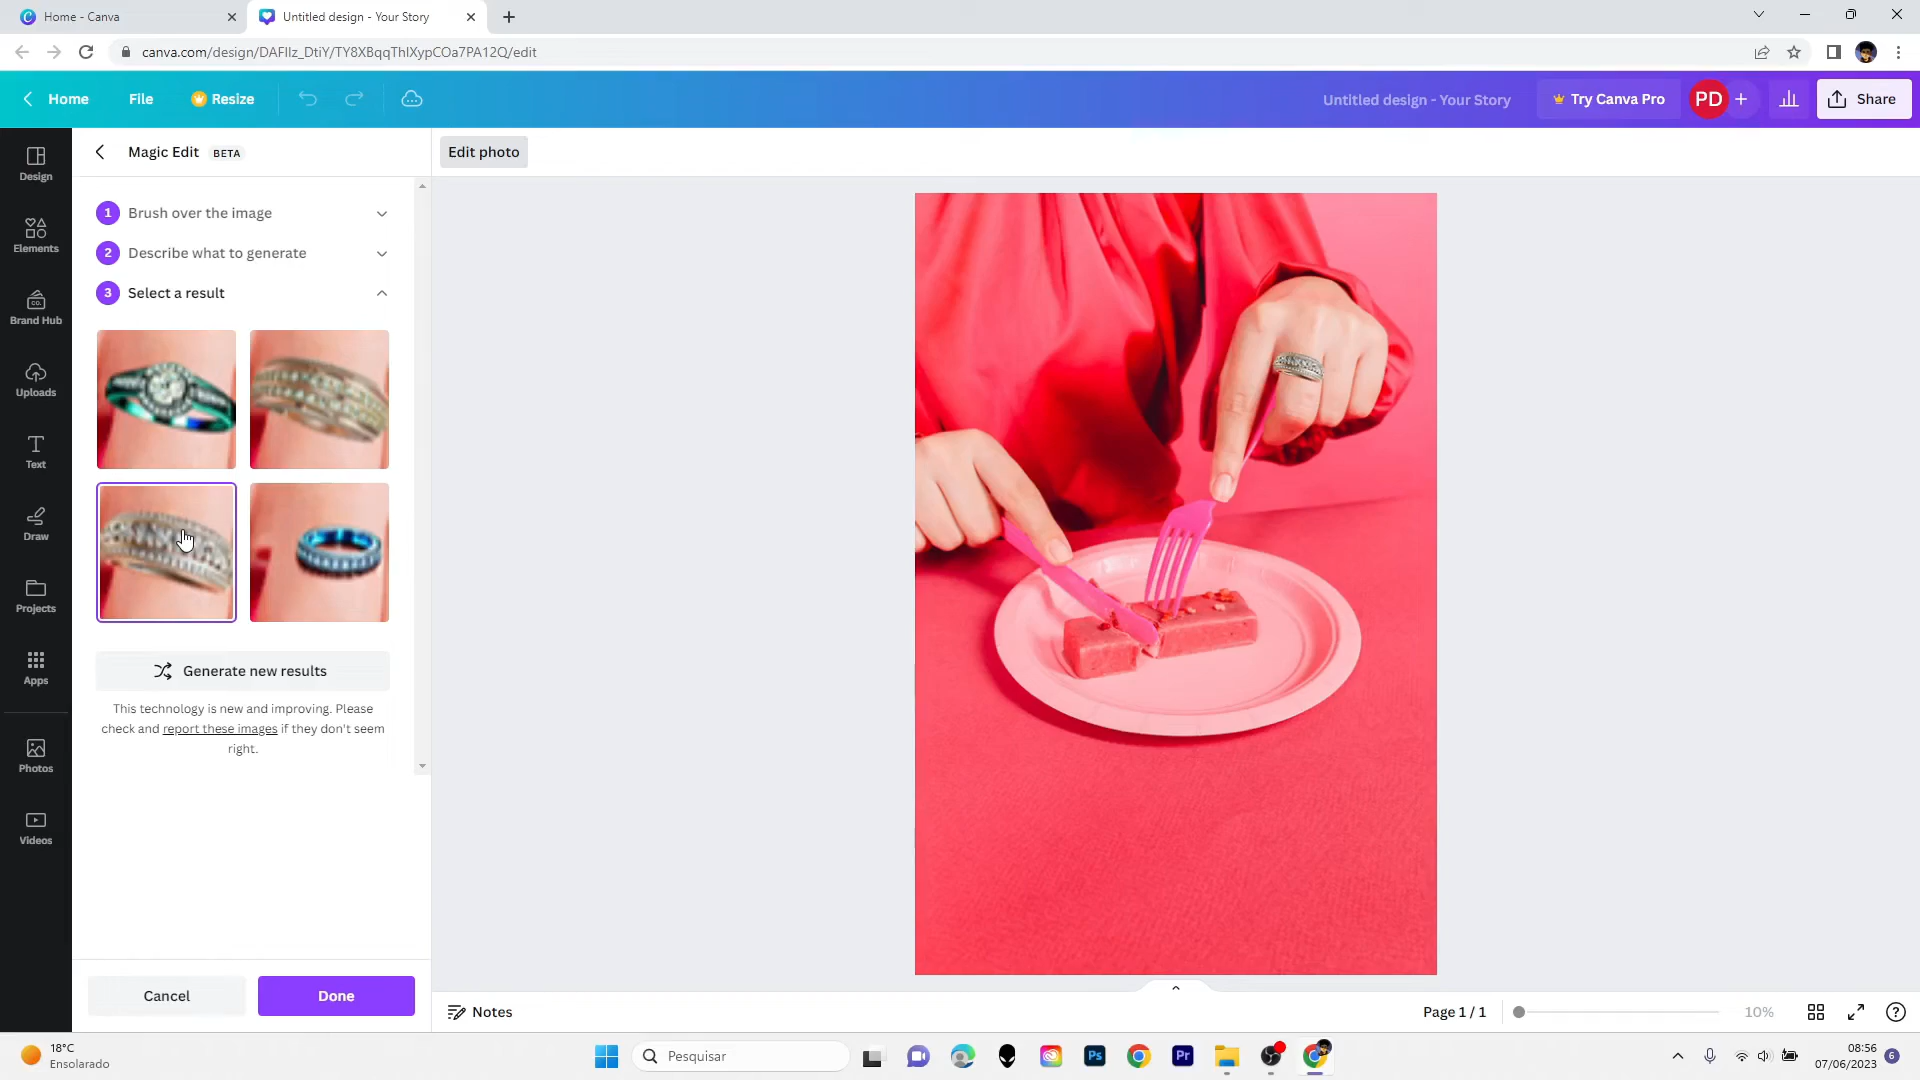 Home - Canva
Untitled design - Your Story
canva.com/design/DAFIIz_DtiY/TY8XBqqThIXypCOa7PA12Q/edit
Home
File
Resize
Untitled design - Your Story
Try Canva Pro
PD
Share
Design
Elements
Brand Hub
Uploads
Text
Draw
Projects
Apps
Photos
Videos
Magic Edit BETA
Edit photo
1 Brush over the image
2 Describe what to generate
3 Select a result
Generate new results
This technology is new and improving. Please
check and report these images if they don't seem
right.
Cancel
Done
Notes
Page 1 / 1
10%
18°C
Ensolarado
Pesquisar
Ps
Pr
08:56
07/06/2023
6